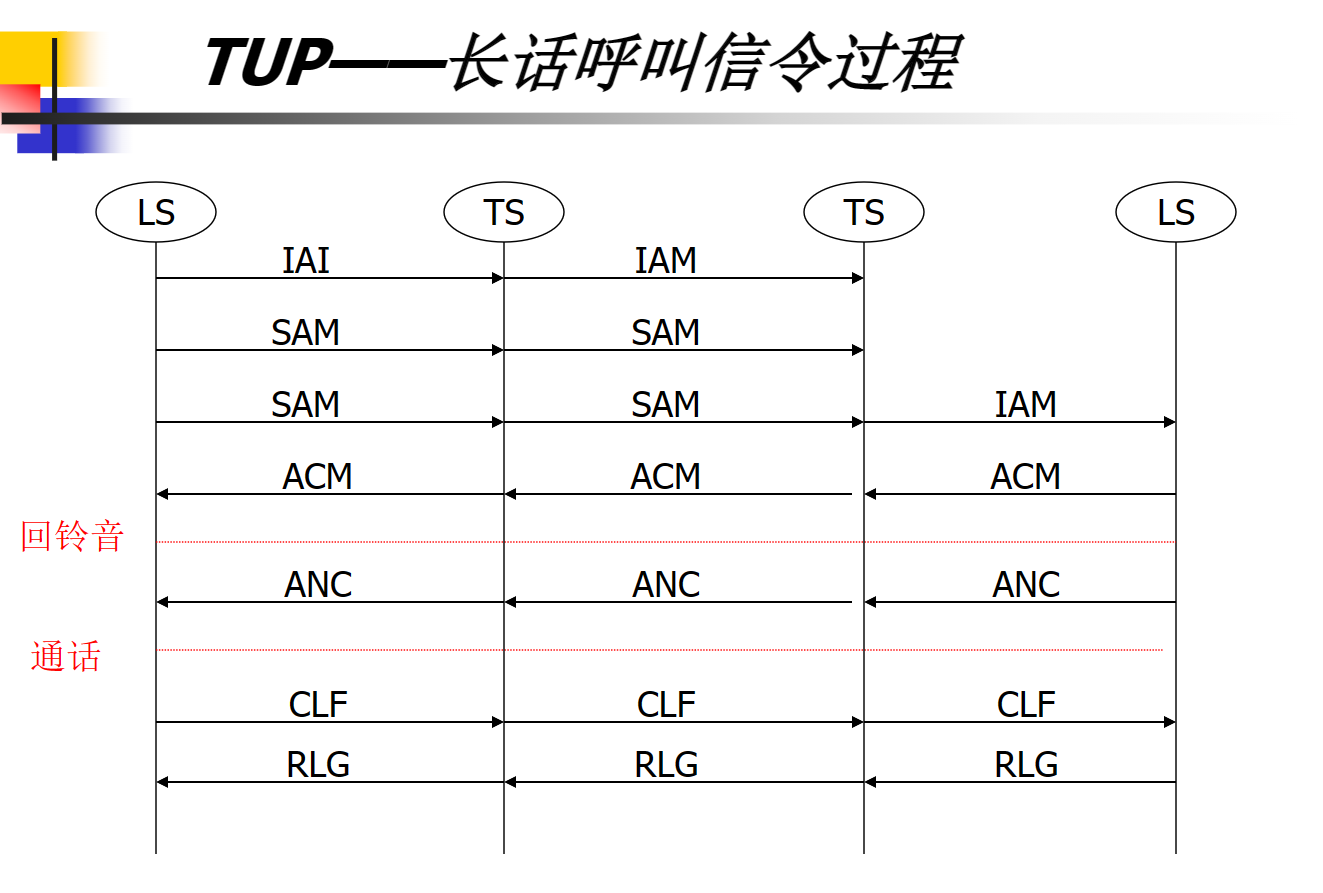 TUP——长话呼叫信令过程
LS TS TS LS
IAI IAM
SAM SAM
SAM SAM IAM
ACM ACM ACM
回铃音
ANC ANC ANC
通话
CLF CLF CLF
RLG RLG RLG